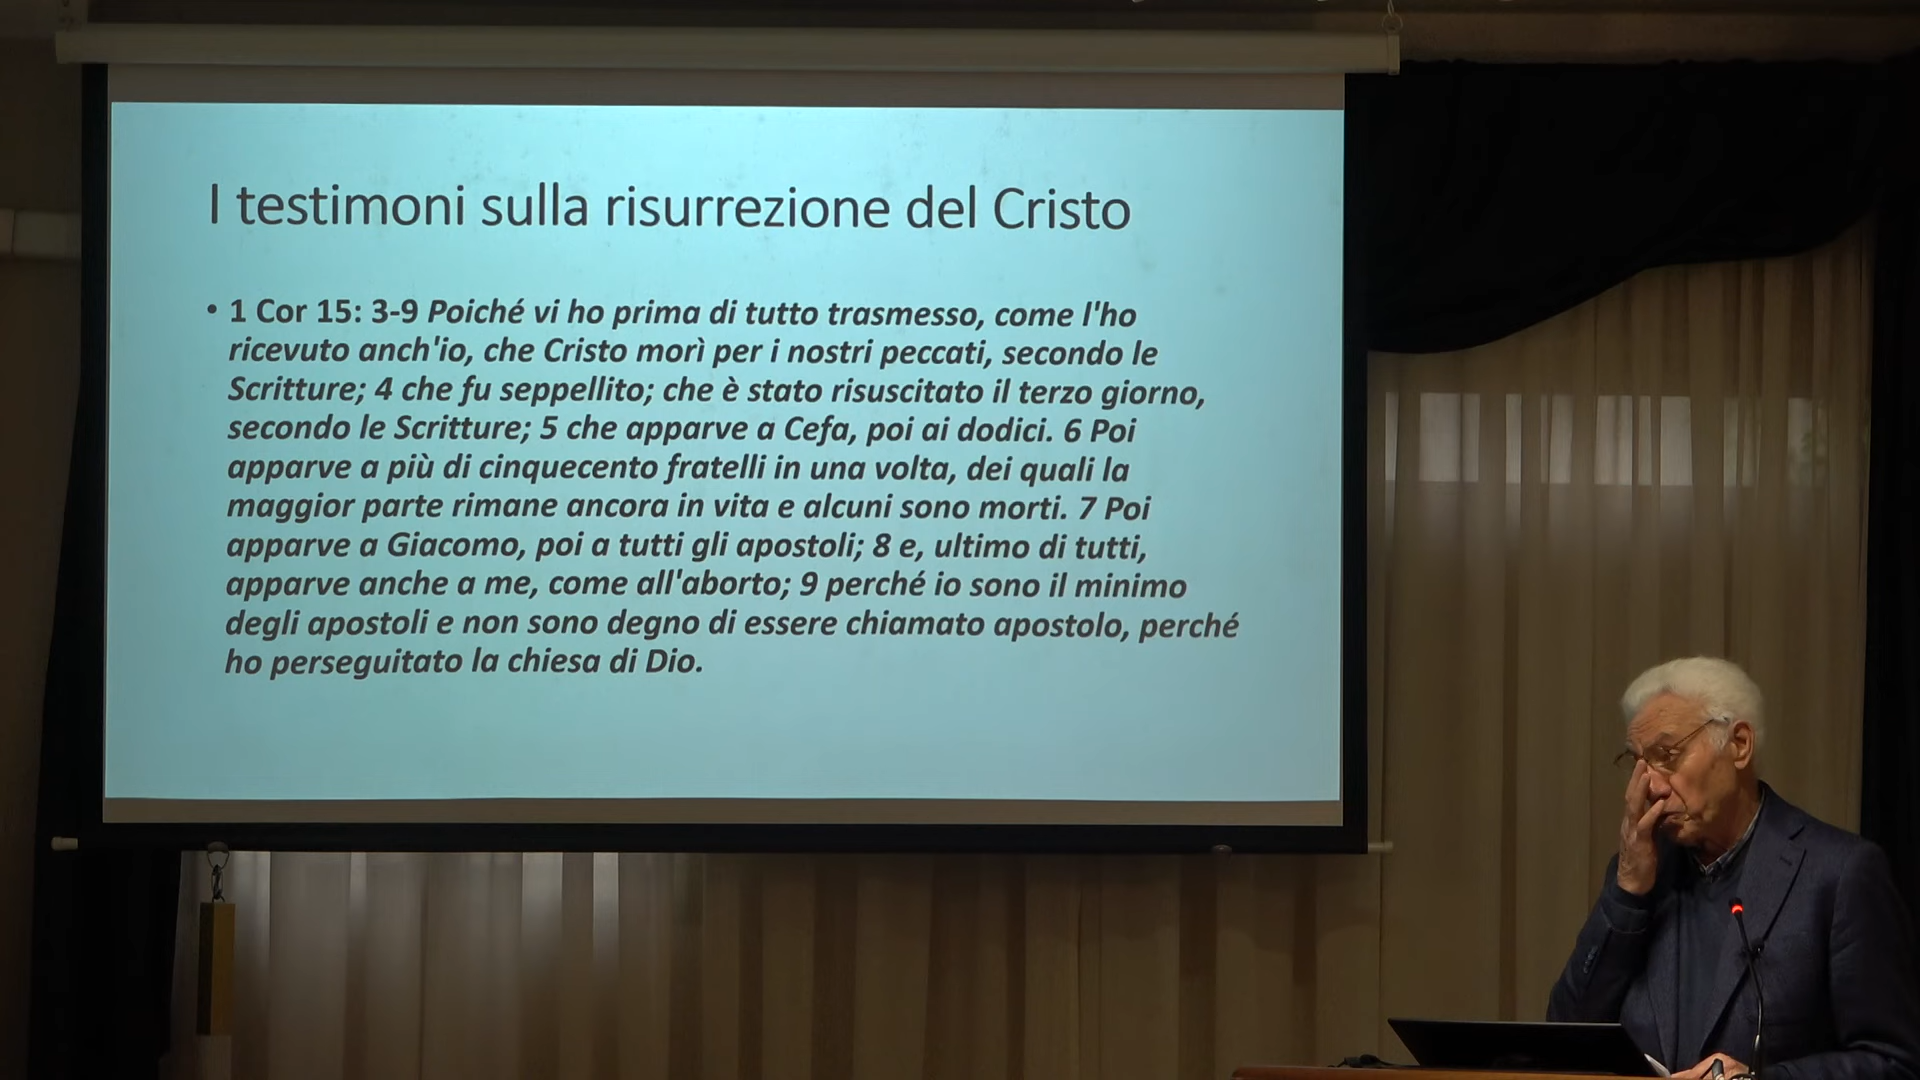 I testimoni sulla risurrezione del Cristo
• 1 Cor 15: 3-9 Poiché vi ho prima di tutto trasmesso, come l'ho
ricevuto anch'io, che Cristo morì per i nostri peccati, secondo le
Scritture; 4 che fu seppellito; che è stato risuscitato il terzo giorno,
secondo le Scritture; 5 che apparve a Cefa, poi ai dodici. 6 Poi
apparve a più di cinquecento fratelli in una volta, dei quali la
maggior parte rimane ancora in vita e alcuni sono morti. 7 Poi
apparve a Giacomo, poi a tutti gli apostoli; 8 e, ultimo di tutti,
apparve anche a me, come all'aborto; 9 perché io sono il minimo
degli apostoli e non sono degno di essere chiamato apostolo, perché
ho perseguitato la chiesa di Dio.